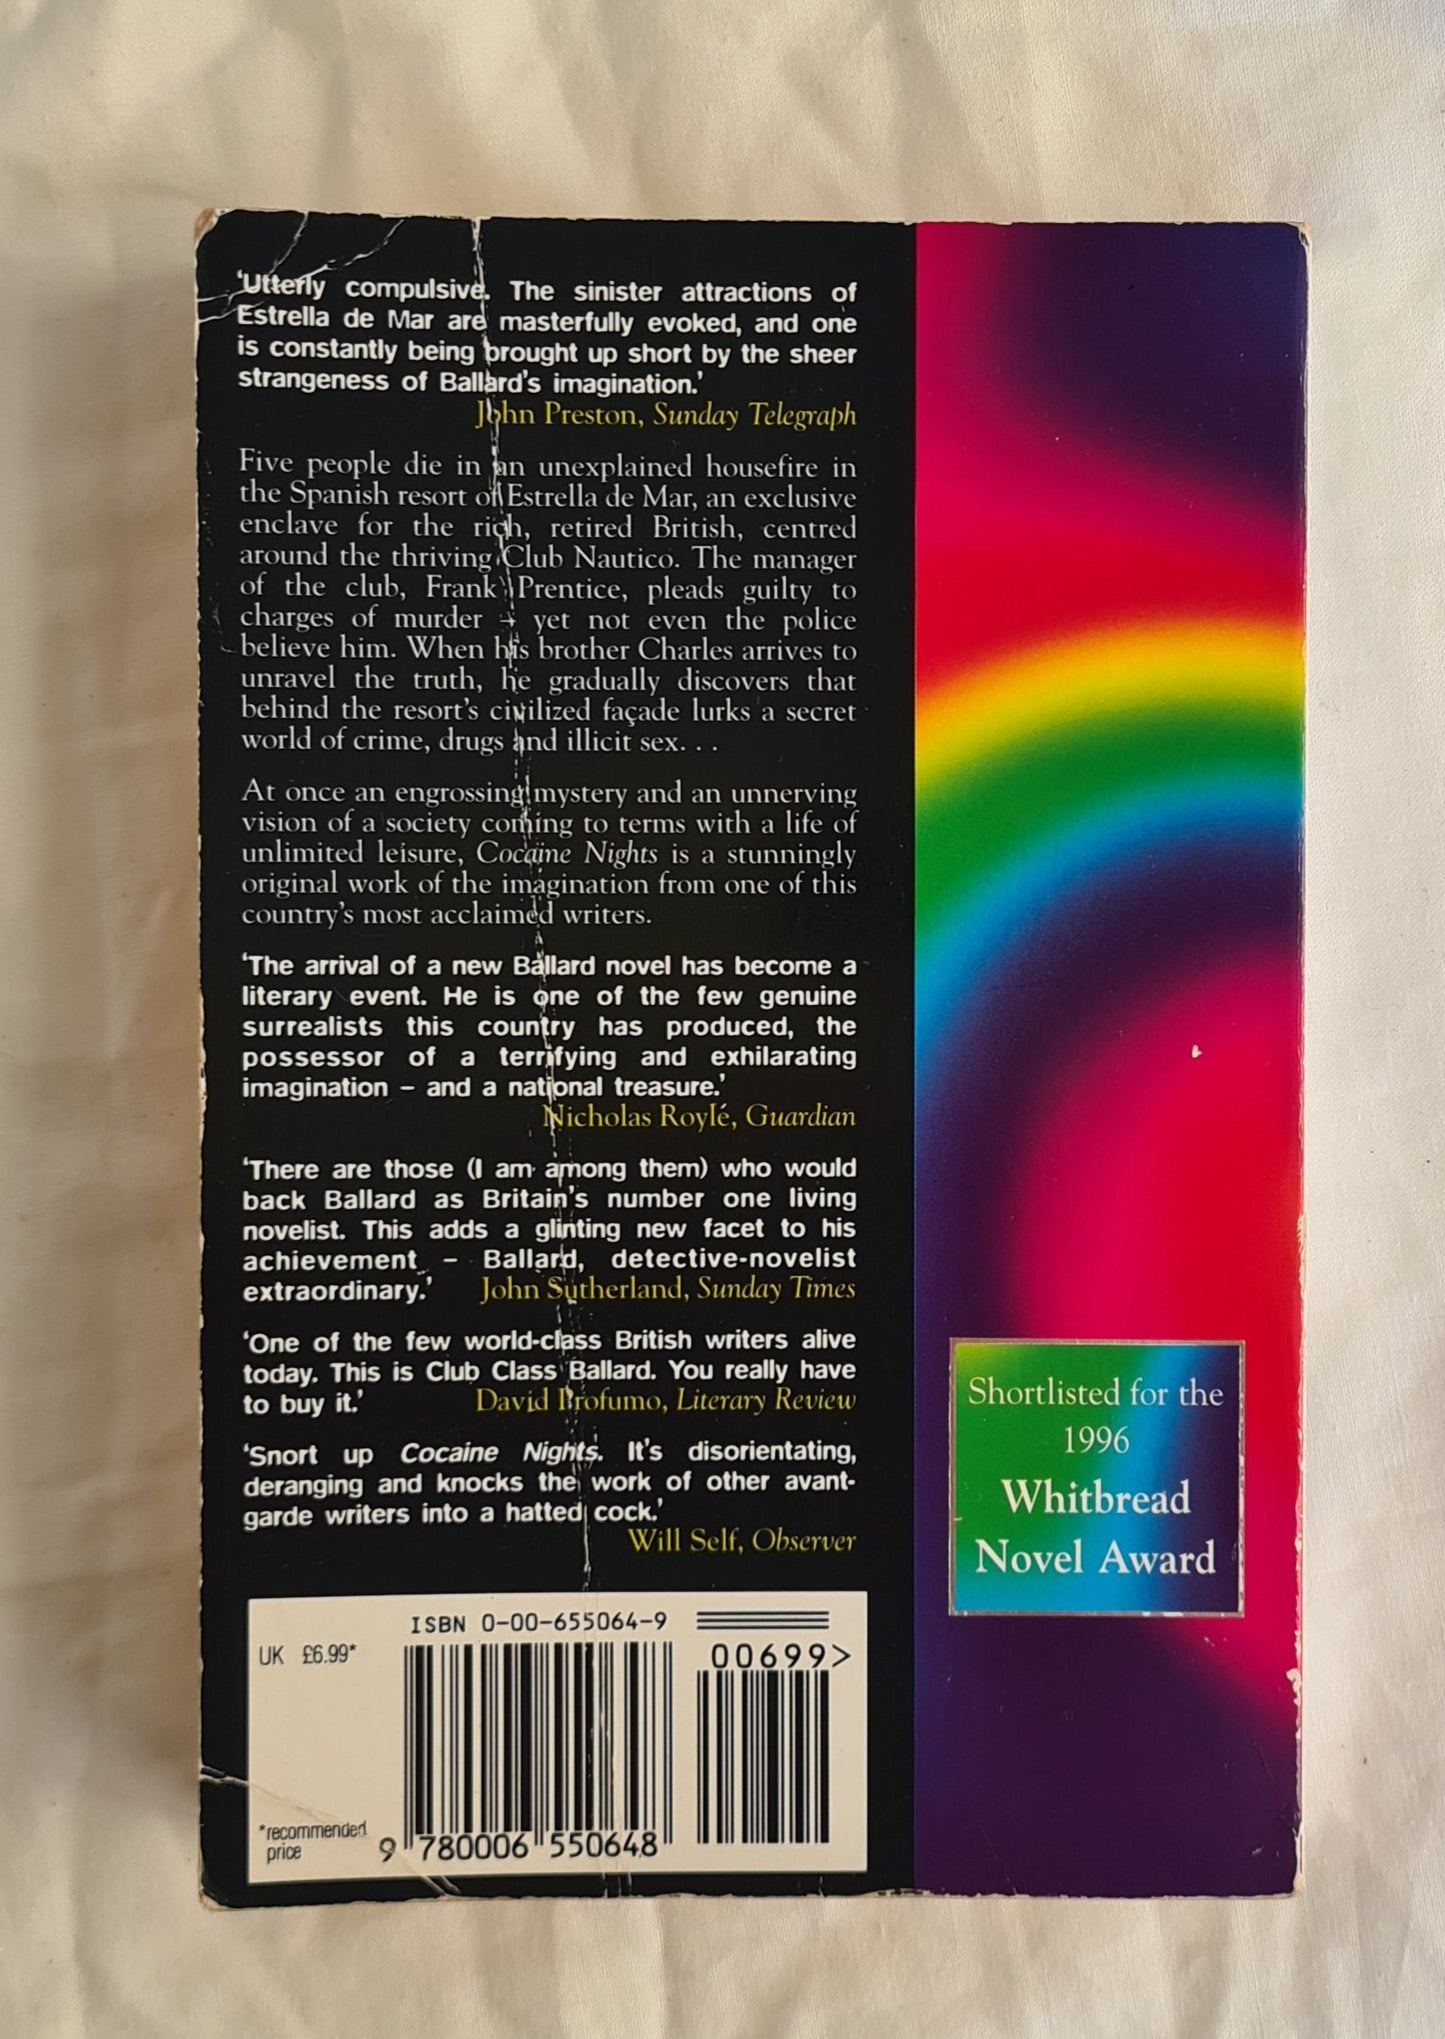 ‘Utterly compulsive. The sinister attractions of
Estrella de Mar are masterfully evoked, and one
is constantly being brought up short by the sheer
strangeness of Ballard’s imagination.’
John Preston, Sunday Telegraph
Five people die in an unexplained housefire in
the Spanish resort of Estrella de Mar, an exclusive
enclave for the rich, retired British, centred
around the thriving Club Nautico. The manager
of the club, Frank Prentice, pleads guilty to
charges of murder – yet not even the police
believe him. When his brother Charles arrives to
unravel the truth, he gradually discovers that
behind the resort’s civilized façade lurks a secret
world of crime, drugs and illicit sex. . .
At once an engrossing mystery and an unnerving
vision of a society coming to terms with a life of
unlimited leisure, Cocaine Nights is a stunningly
original work of the imagination from one of this
country’s most acclaimed writers.
‘The arrival of a new Ballard novel has become a
literary event. He is one of the few genuine
surrealists this country has produced, the
possessor of a terrifying and exhilarating
imagination – and a national treasure.’
Nicholas Roylé, Guardian
‘There are those (I am among them) who would
back Ballard as Britain’s number one living
novelist. This adds a glinting new facet to his
achievement – Ballard, detective-novelist
extraordinary.’ John Sutherland, Sunday Times
‘One of the few world-class British writers alive
today. This is Club Class Ballard. You really have
to buy it.’ David Profumo, Literary Review
‘Snort up Cocaine Nights. It’s disorientating,
deranging and knocks the work of other avant-
garde writers into a hatted cock.’
Will Self, Observer
Shortlisted for the
1996
Whitbread
Novel Award
ISBN 0-00-655064-9
UK £6.99*
00699>
*recommended
price
9 780006 550648